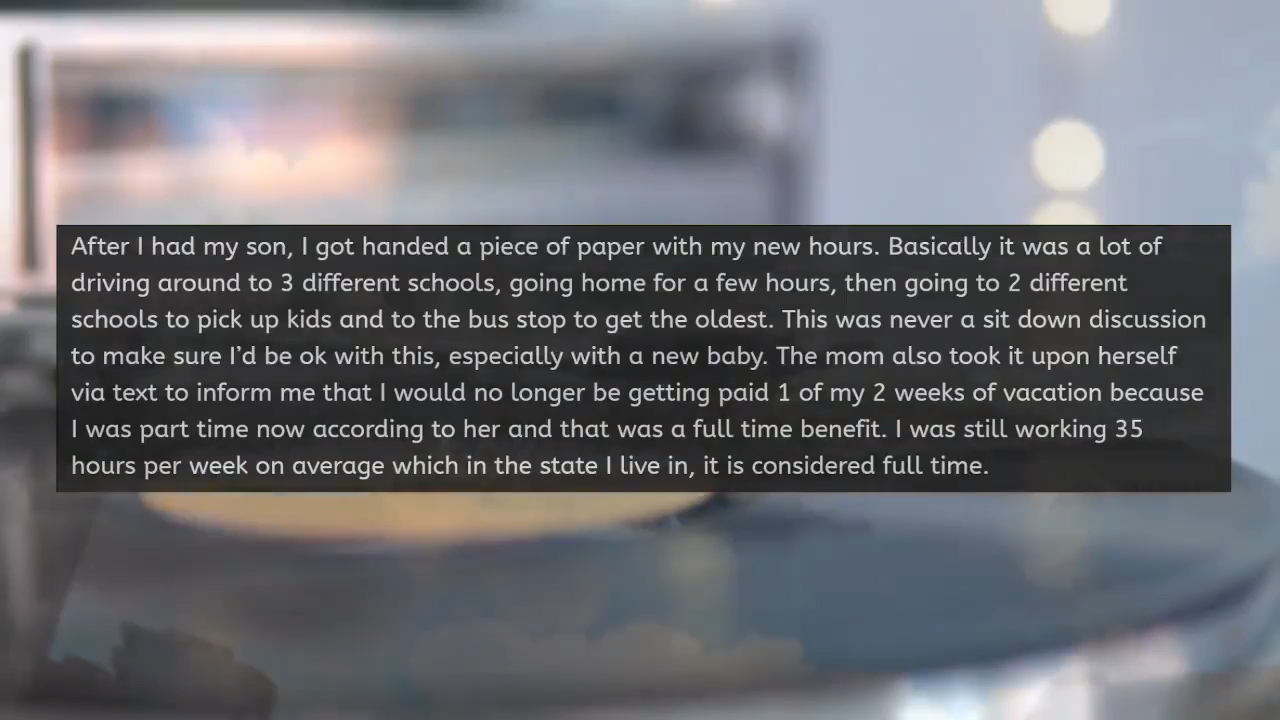 After I had my son, I got handed a piece of paper with my new hours. Basically it was a lot of
driving around to 3 different schools, going home for a few hours, then going to 2 different
schools to pick up kids and to the bus stop to get the oldest. This was never a sit down discussion
to make sure I’d be ok with this, especially with a new baby. The mom also took it upon herself
via text to inform me that I would no longer be getting paid 1 of my 2 weeks of vacation because
I was part time now according to her and that was a full time benefit. I was still working 35
hours per week on average which in the state I live in, it is considered full time.